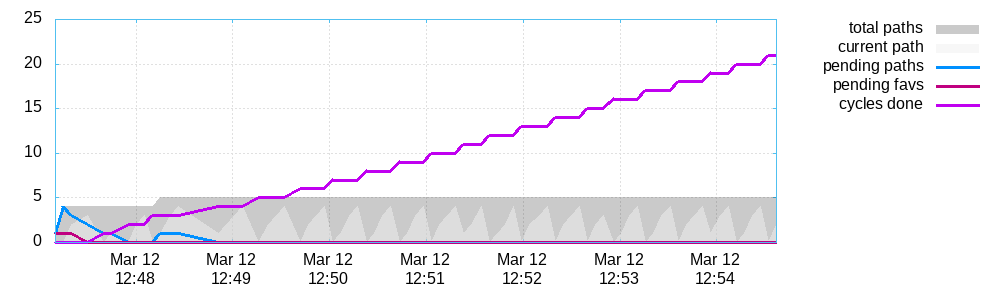 25
20
15
10
5
0
Mar 12
12:48
Mar 12
12:49
Mar 12
12:50
Mar 12
12:51
Mar 12
12:52
Mar 12
12:53
Mar 12
12:54
total paths
current path
pending paths
pending favs
cycles done